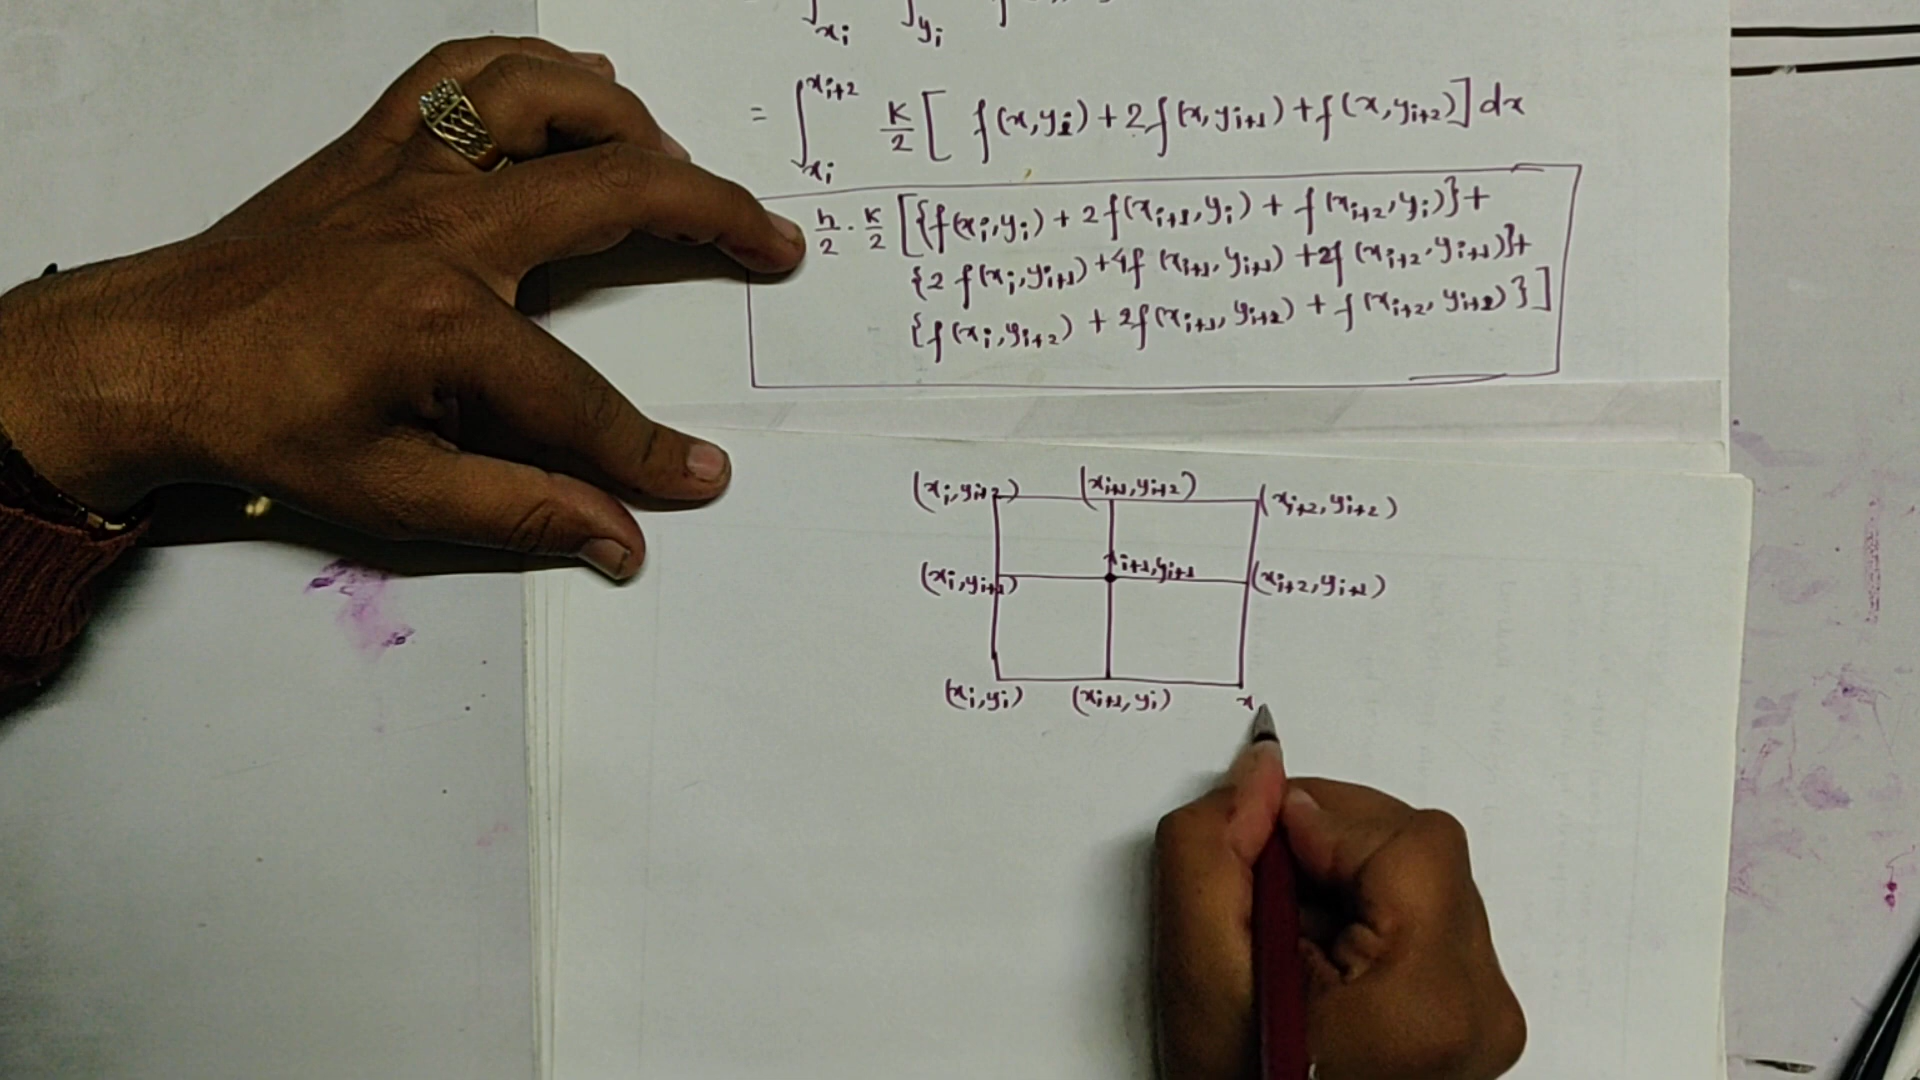 x_i y_i
= ∫_{x_i}^{x_{i+2}} K/2 [ f(x,y_i) + 2f(x,y_{i+1}) + f(x,y_{i+2}) ] dx
h/2 · K/2 [ {f(x_i,y_i) + 2f(x_{i+1},y_i) + f(x_{i+2},y_i)} +
{2f(x_i,y_{i+1}) + 4f(x_{i+1},y_{i+1}) + 2f(x_{i+2},y_{i+1})} +
{f(x_i,y_{i+2}) + 2f(x_{i+1},y_{i+2}) + f(x_{i+2},y_{i+2})} ]
(x_i,y_{i+2}) (x_{i+1},y_{i+2}) (x_{i+2},y_{i+2})
(x_i,y_{i+1}) x_{i+1},y_{i+1} (x_{i+2},y_{i+1})
(x_i,y_i) (x_{i+1},y_i) x